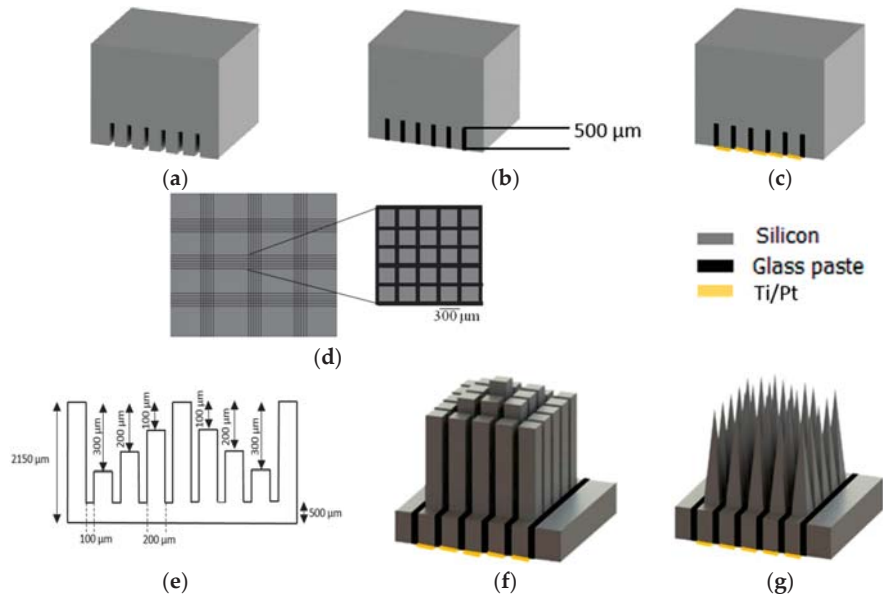 500 μm
(a)
(b)
(c)
300 μm
(d)
Silicon
Glass paste
Ti/Pt
2150 μm
300 μm
200 μm
100 μm
100 μm
200 μm
300 μm
500 μm
100 μm
200 μm
(e)
(f)
(g)